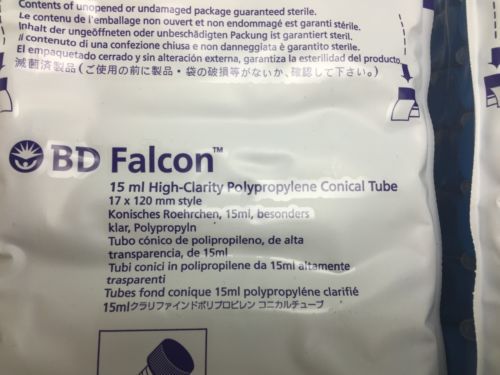 Contents of unopened or undamaged package guaranteed sterile.
Le contenu de l'emballage non ouvert et non endommagé est garanti stérile.
Inhalt der ungeöffneten oder unbeschädigten Packung ist garantiert steril.
Il contenuto di una confezione chiusa e non danneggiata è garantito sterile.
El empaquetado cerrado y sin alteración externa, garantiza la esterilidad del producto
滅菌済製品(ご使用の前に製品・袋の破損等がないか、確認して下さい。)
BD Falcon™
15 ml High-Clarity Polypropylene Conical Tube
17 x 120 mm style
Konisches Roehrchen, 15ml, besonders
klar, Polypropyln
Tubo cónico de polipropileno, de alta
transparencia, de 15ml
Tubi conici in polipropilene da 15ml altamente
trasparenti
Tubes fond conique 15ml polypropyléne clarifié
15mlクラリファインドポリプロピレン コニカルチューブ